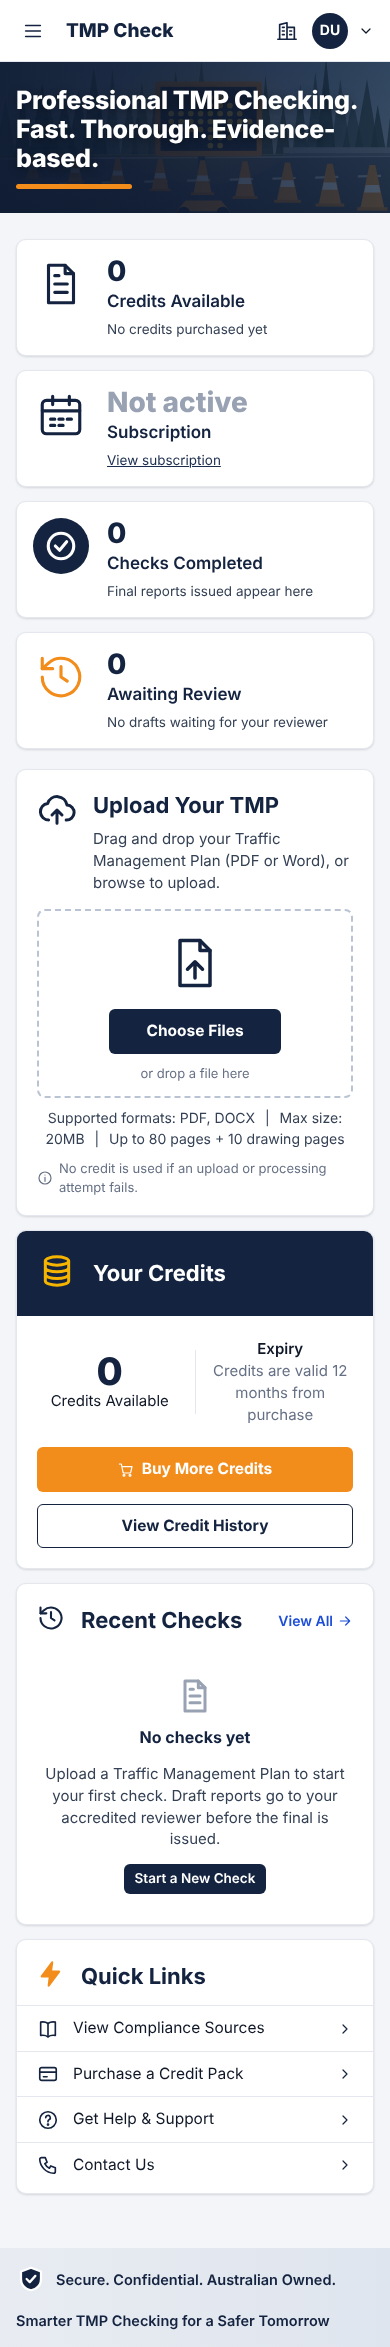 TMP Check
DU
Professional TMP Checking.
Fast. Thorough. Evidence-
based.
0
Credits Available
No credits purchased yet
Not active
Subscription
View subscription
0
Checks Completed
Final reports issued appear here
0
Awaiting Review
No drafts waiting for your reviewer
Upload Your TMP
Drag and drop your Traffic
Management Plan (PDF or Word), or
browse to upload.
Choose Files
or drop a file here
Supported formats: PDF, DOCX | Max size:
20MB | Up to 80 pages + 10 drawing pages
No credit is used if an upload or processing
attempt fails.
Your Credits
0
Credits Available
Expiry
Credits are valid 12
months from
purchase
Buy More Credits
View Credit History
Recent Checks
View All →
No checks yet
Upload a Traffic Management Plan to start
your first check. Draft reports go to your
accredited reviewer before the final is
issued.
Start a New Check
Quick Links
View Compliance Sources
Purchase a Credit Pack
Get Help & Support
Contact Us
Secure. Confidential. Australian Owned.
Smarter TMP Checking for a Safer Tomorrow